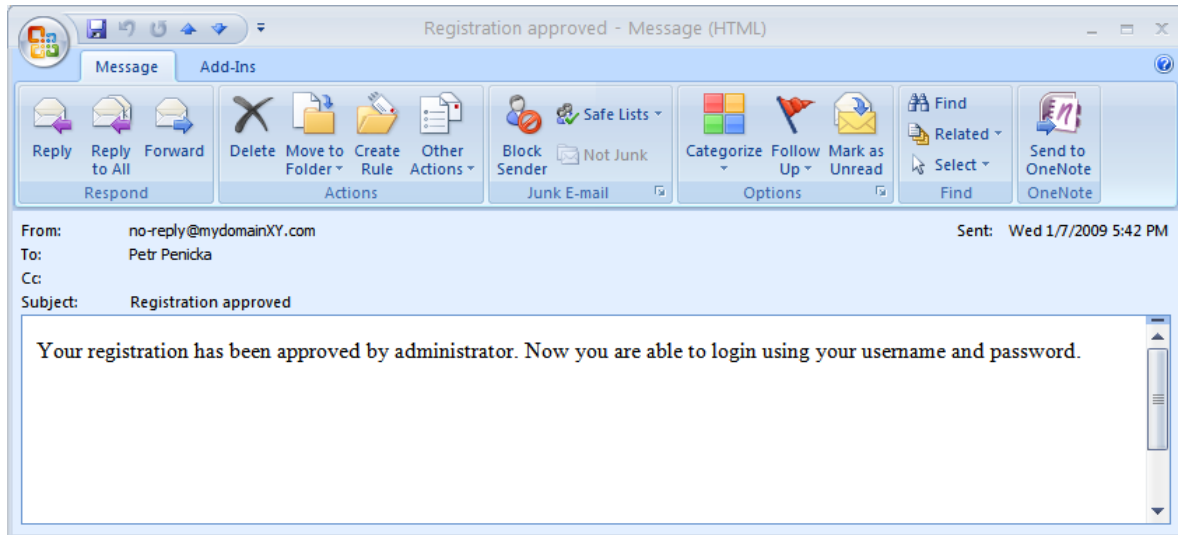 Registration approved - Message (HTML)
Message Add-Ins
Reply Reply to All Forward
Respond
Delete Move to Folder Create Rule Other Actions
Actions
Block Sender Safe Lists Not Junk
Junk E-mail
Categorize Follow Up Mark as Unread
Options
Find Related Select
Find
Send to OneNote
OneNote
From: no-reply@mydomainXY.com Sent: Wed 1/7/2009 5:42 PM
To: Petr Penicka
Cc:
Subject: Registration approved
Your registration has been approved by administrator. Now you are able to login using your username and password.